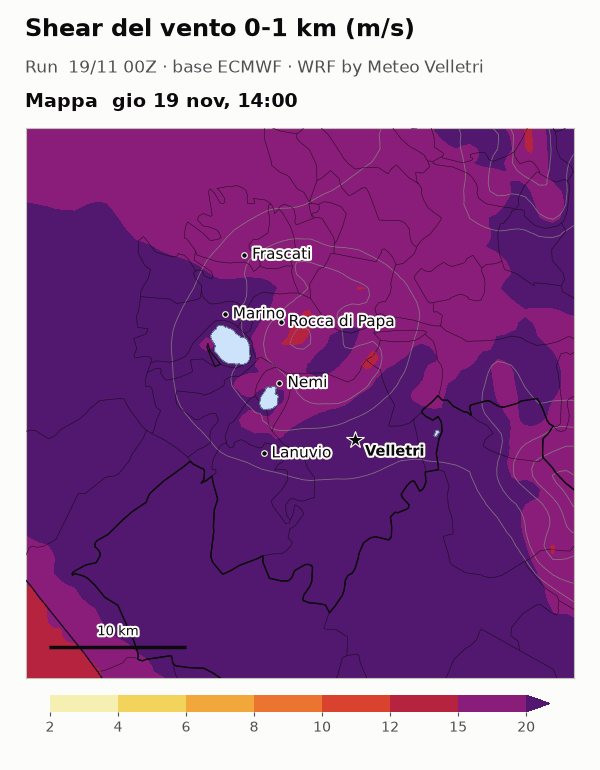 Shear del vento 0-1 km (m/s)
Run  19/11 00Z · base ECMWF · WRF by Meteo Velletri
Mappa  gio 19 nov, 14:00
Frascati
Marino
Rocca di Papa
Nemi
Lanuvio
Velletri
10 km
2 4 6 8 10 12 15 20